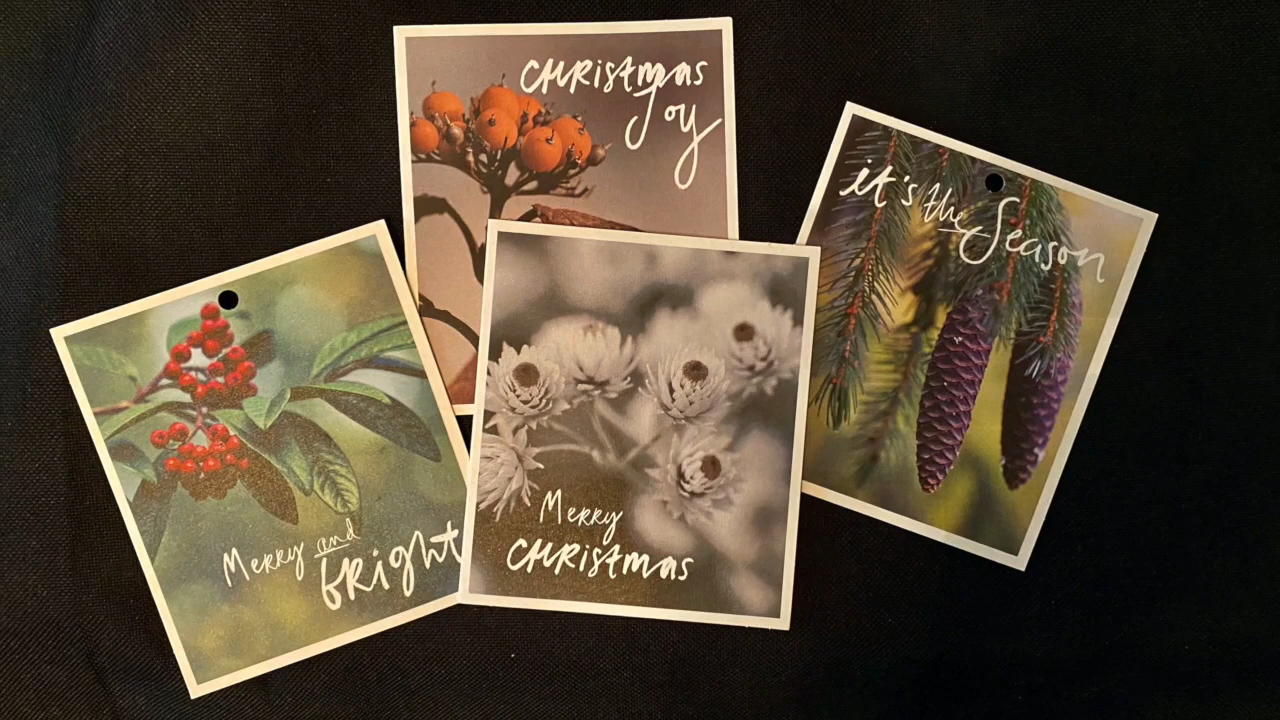 CHRistmas
Joy
it's the Season
Merry and
bright
Merry
CHRistmas